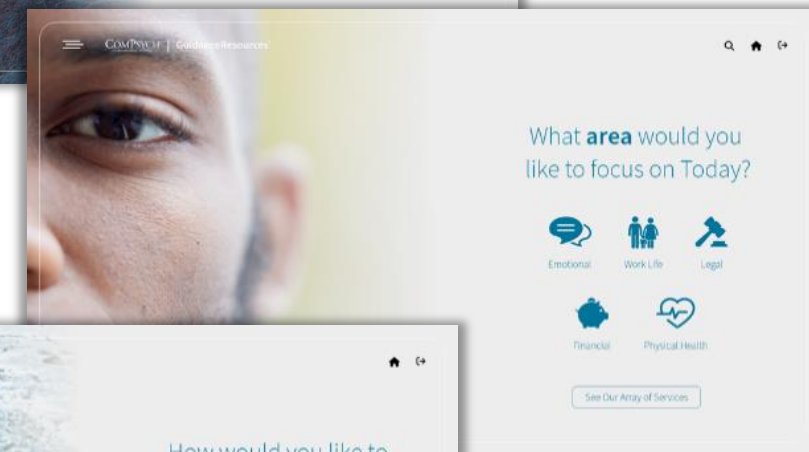 COMPSYCH | GuidanceResources
What area would you
like to focus on Today?
Emotional
Work Life
Legal
Financial
Physical Health
See Our Array of Services
How would you like to